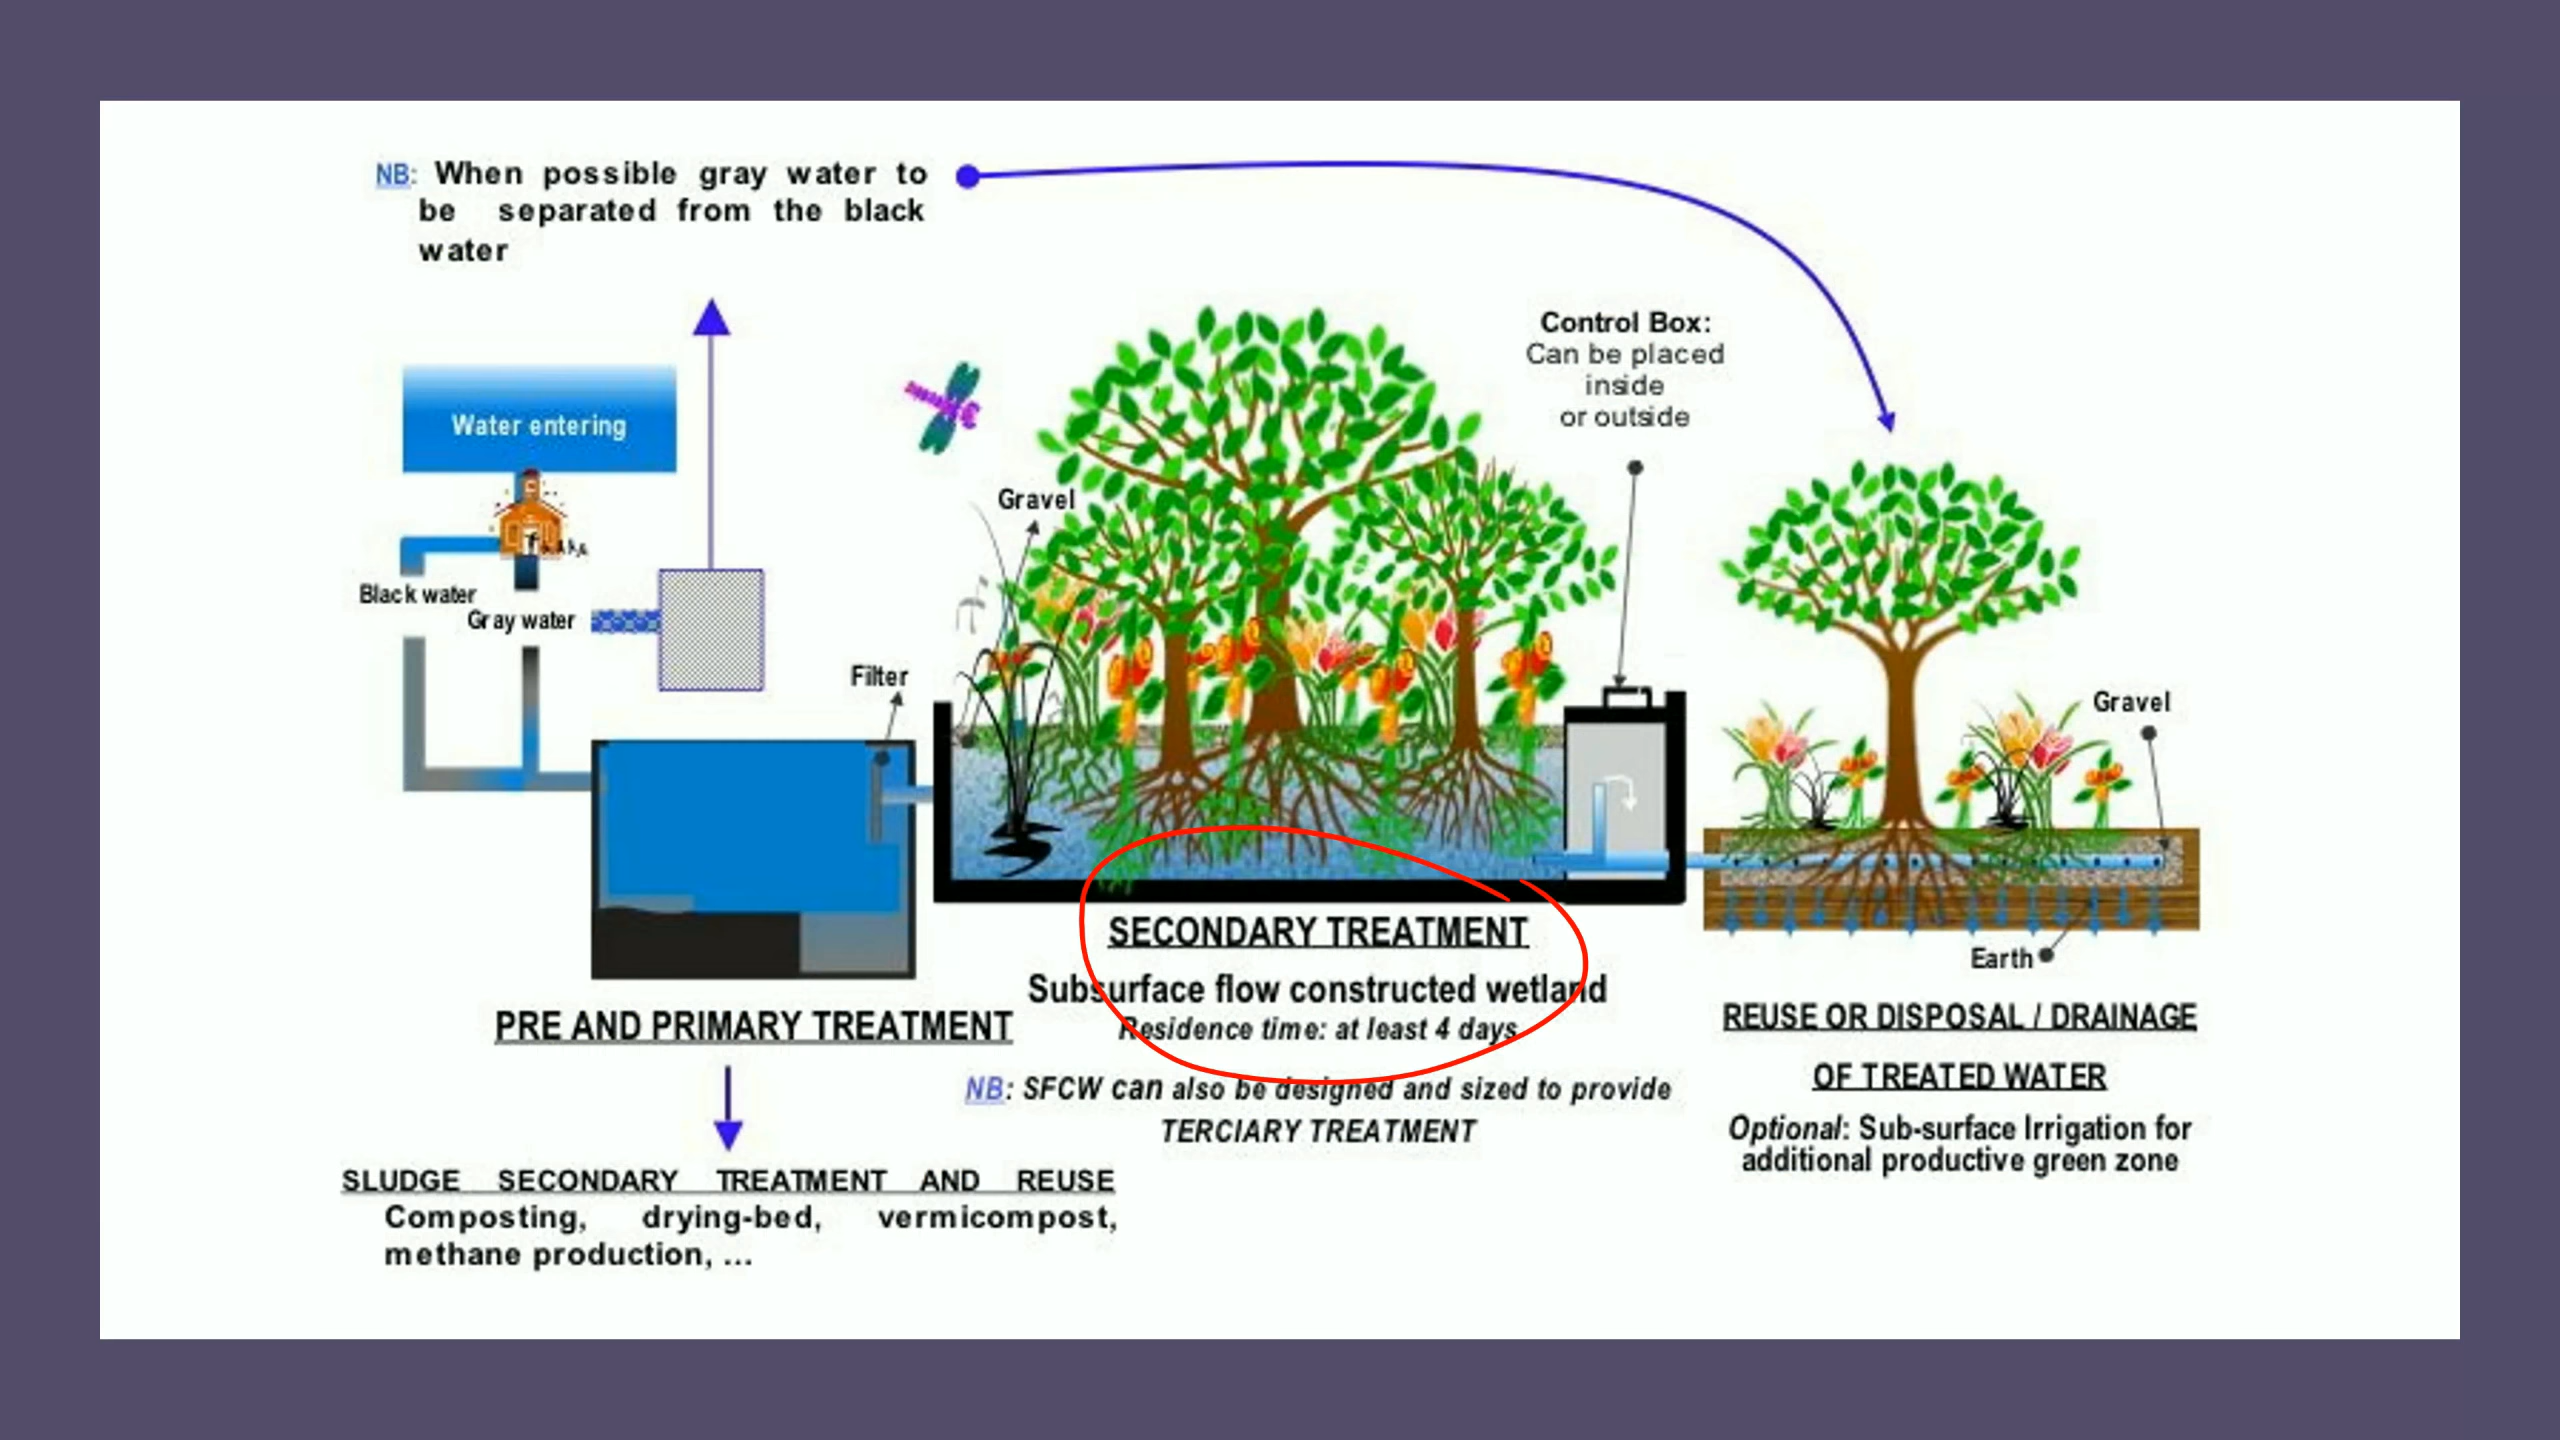 NB: When possible gray water to
be separated from the black
water
Control Box:
Can be placed
inside
or outside
Water entering
Gravel
Black water
Gray water
Filter
Gravel
Earth
SECONDARY TREATMENT
Subsurface flow constructed wetland
Residence time: at least 4 days
PRE AND PRIMARY TREATMENT
REUSE OR DISPOSAL / DRAINAGE
OF TREATED WATER
NB: SFCW can also be designed and sized to provide
TERCIARY TREATMENT
Optional: Sub-surface Irrigation for
additional productive green zone
SLUDGE SECONDARY TREATMENT AND REUSE
Composting, drying-bed, vermicompost,
methane production, ...